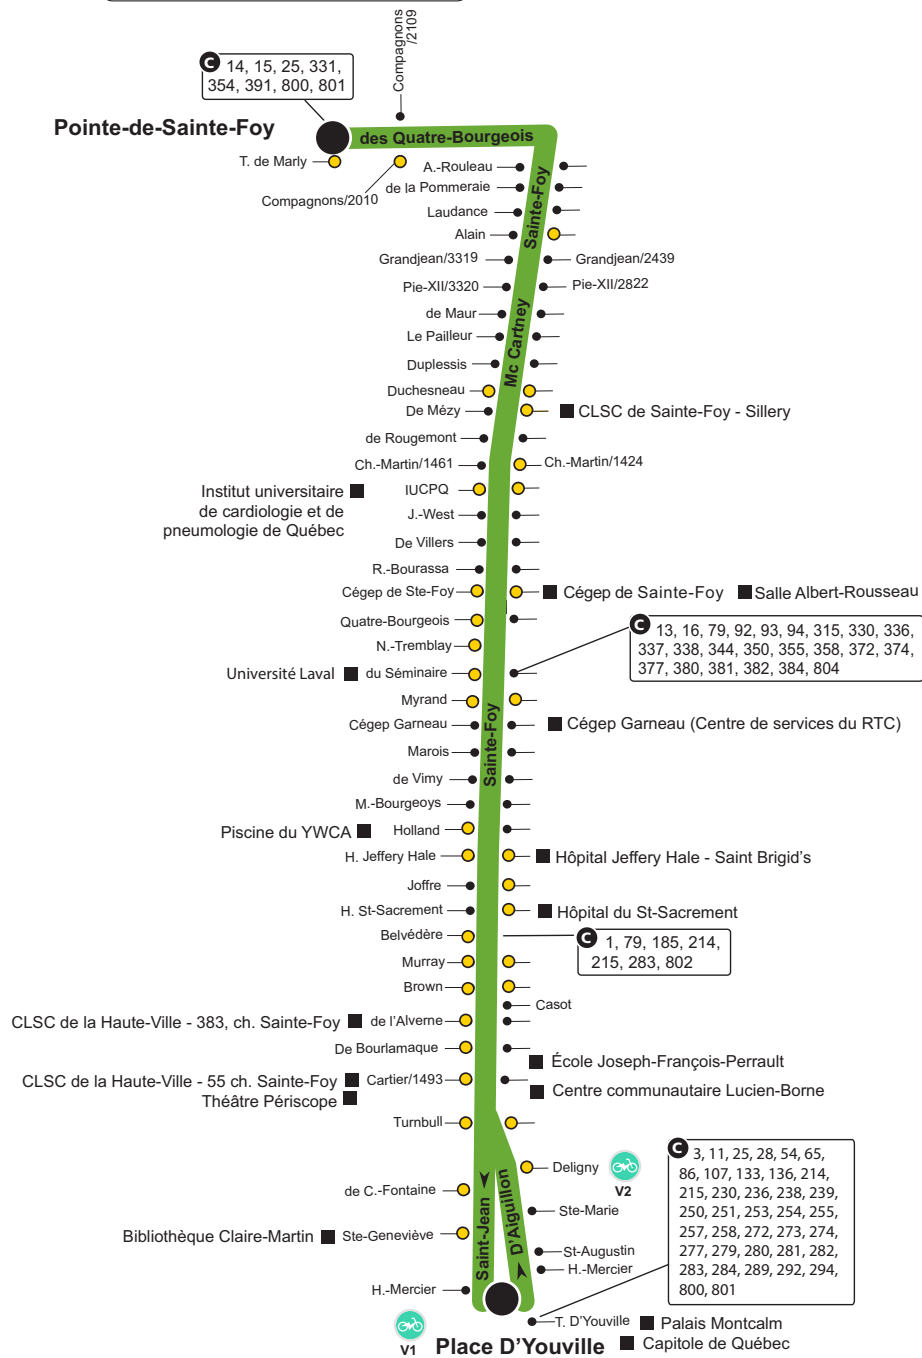 Compagnons
/2109
C 14, 15, 25, 331,
354, 391, 800, 801
Pointe-de-Sainte-Foy
des Quatre-Bourgeois
T. de Marly
Compagnons/2010
A.-Rouleau
de la Pommeraie
Laudance
Alain
Sainte-Foy
Grandjean/3319
Grandjean/2439
Pie-XII/3320
Pie-XII/2822
de Maur
Le Pailleur
Mc Cartney
Duplessis
Duchesneau
De Mézy
CLSC de Sainte-Foy - Sillery
de Rougemont
Ch.-Martin/1461
Ch.-Martin/1424
Institut universitaire
de cardiologie et de
pneumologie de Québec
IUCPQ
J.-West
De Villers
R.-Bourassa
Cégep de Ste-Foy
Cégep de Sainte-Foy
Salle Albert-Rousseau
Quatre-Bourgeois
N.-Tremblay
C 13, 16, 79, 92, 93, 94, 315, 330, 336,
337, 338, 344, 350, 355, 358, 372, 374,
377, 380, 381, 382, 384, 804
Université Laval
du Séminaire
Myrand
Cégep Garneau
Cégep Garneau (Centre de services du RTC)
Sainte-Foy
Marois
de Vimy
M.-Bourgeoys
Piscine du YWCA
Holland
H. Jeffery Hale
Hôpital Jeffery Hale - Saint Brigid's
Joffre
H. St-Sacrement
Hôpital du St-Sacrement
Belvédère
C 1, 79, 185, 214,
215, 283, 802
Murray
Brown
Casot
CLSC de la Haute-Ville - 383, ch. Sainte-Foy
de l'Alverne
De Bourlamaque
École Joseph-François-Perrault
CLSC de la Haute-Ville - 55 ch. Sainte-Foy
Cartier/1493
Théâtre Périscope
Centre communautaire Lucien-Borne
Turnbull
Deligny
V2
C 3, 11, 25, 28, 54, 65,
86, 107, 133, 136, 214,
215, 230, 236, 238, 239,
250, 251, 253, 254, 255,
257, 258, 272, 273, 274,
277, 279, 280, 281, 282,
283, 284, 289, 292, 294,
800, 801
de C.-Fontaine
Saint-Jean
D'Aiguillon
Ste-Marie
Bibliothèque Claire-Martin
Ste-Geneviève
St-Augustin
H.-Mercier
H.-Mercier
T. D'Youville
Palais Montcalm
V1
Place D'Youville
Capitole de Québec